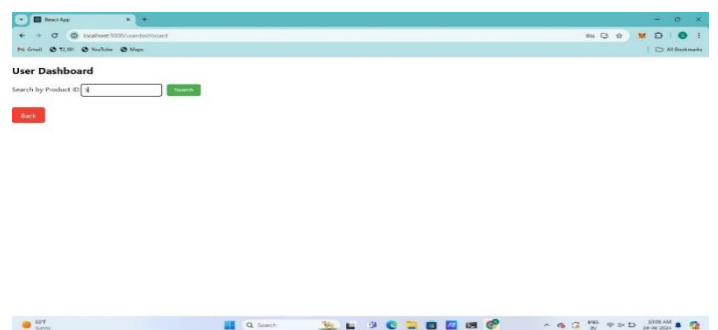 React App
localhost:3000/userdashboard
Gmail YouTube Maps All Bookmarks
User Dashboard
Search by Product ID: Search
Back
Search
ENG